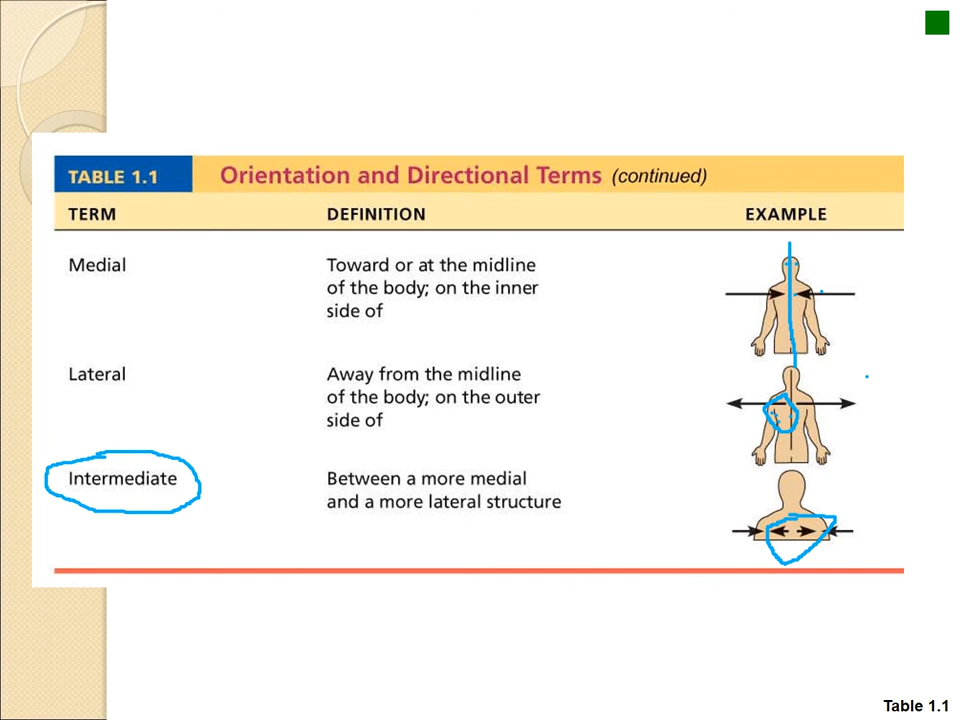 TABLE 1.1 Orientation and Directional Terms (continued)
TERM DEFINITION EXAMPLE
Medial Toward or at the midline
of the body; on the inner
side of
Lateral Away from the midline
of the body; on the outer
side of
Intermediate Between a more medial
and a more lateral structure
Table 1.1